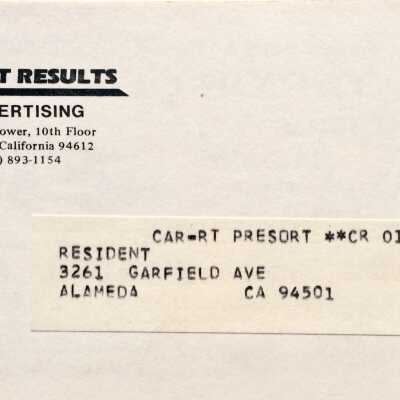 T RESULTS
ERTISING
ower, 10th Floor
California 94612
) 893-1154
CAR-RT PRESORT **CR 01
RESIDENT
3261 GARFIELD AVE
ALAMEDA CA 94501